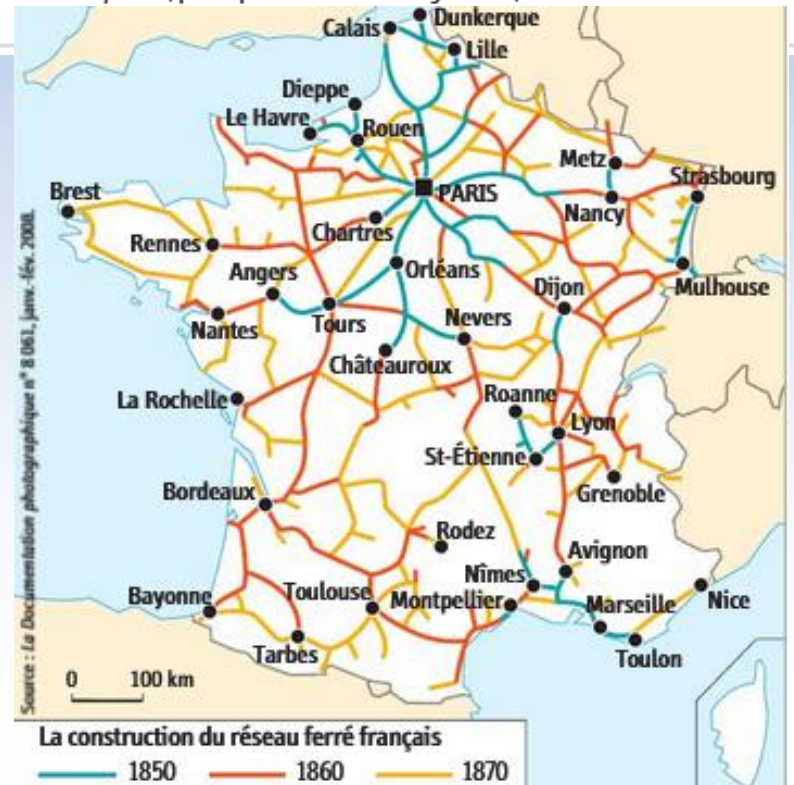 Dunkerque
Calais
Lille
Dieppe
Le Havre
Rouen
Metz
Strasbourg
PARIS
Brest
Nancy
Chartres
Rennes
Angers
Orléans
Dijon
Mulhouse
Nantes
Tours
Nevers
Châteauroux
La Rochelle
Roanne
Lyon
St-Étienne
Grenoble
Bordeaux
Rodez
Avignon
Nîmes
Bayonne
Toulouse
Montpellier
Marseille
Nice
Tarbes
Toulon
0 100 km
Source : La Documentation photographique n° 8 061, janv.-fév. 2008.
La construction du réseau ferré français
1850 1860 1870